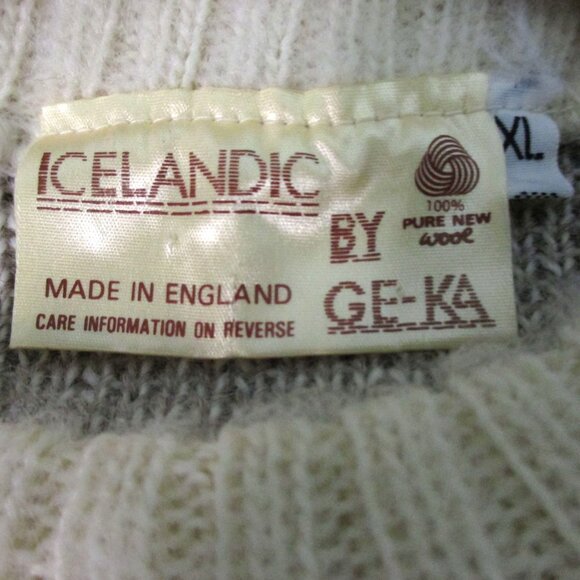 ICELANDIC
BY
GE-KA
100%
PURE NEW
wool
MADE IN ENGLAND
CARE INFORMATION ON REVERSE
XL